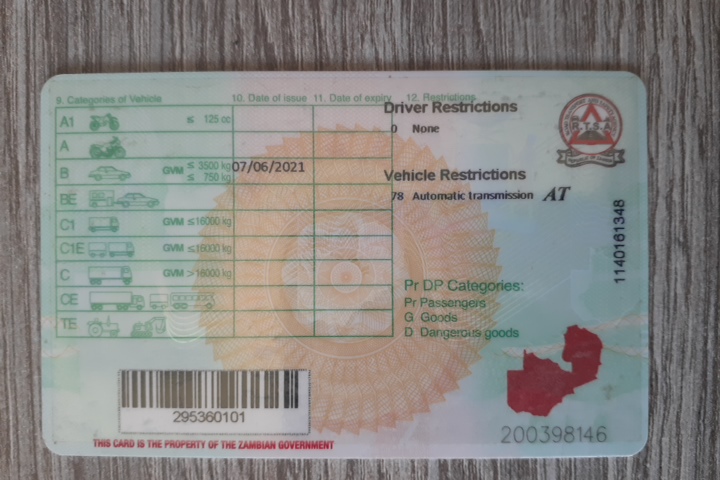 9. Categories of Vehicle 10. Date of issue 11. Date of expiry 12. Restrictions
A1 ≤ 125 cc
A
B GVM ≤ 3500 kg 07/06/2021
≤ 750 kg
BE
C1 GVM ≤16000 kg
C1E GVM ≤16000 kg
C GVM >16000 kg
CE
TE
Driver Restrictions
0 None
Vehicle Restrictions
78 Automatic transmission AT
Pr DP Categories:
Pr Passengers
G Goods
D Dangerous goods
1140161348
R.T.S.A
295360101
THIS CARD IS THE PROPERTY OF THE ZAMBIAN GOVERNMENT
200398146